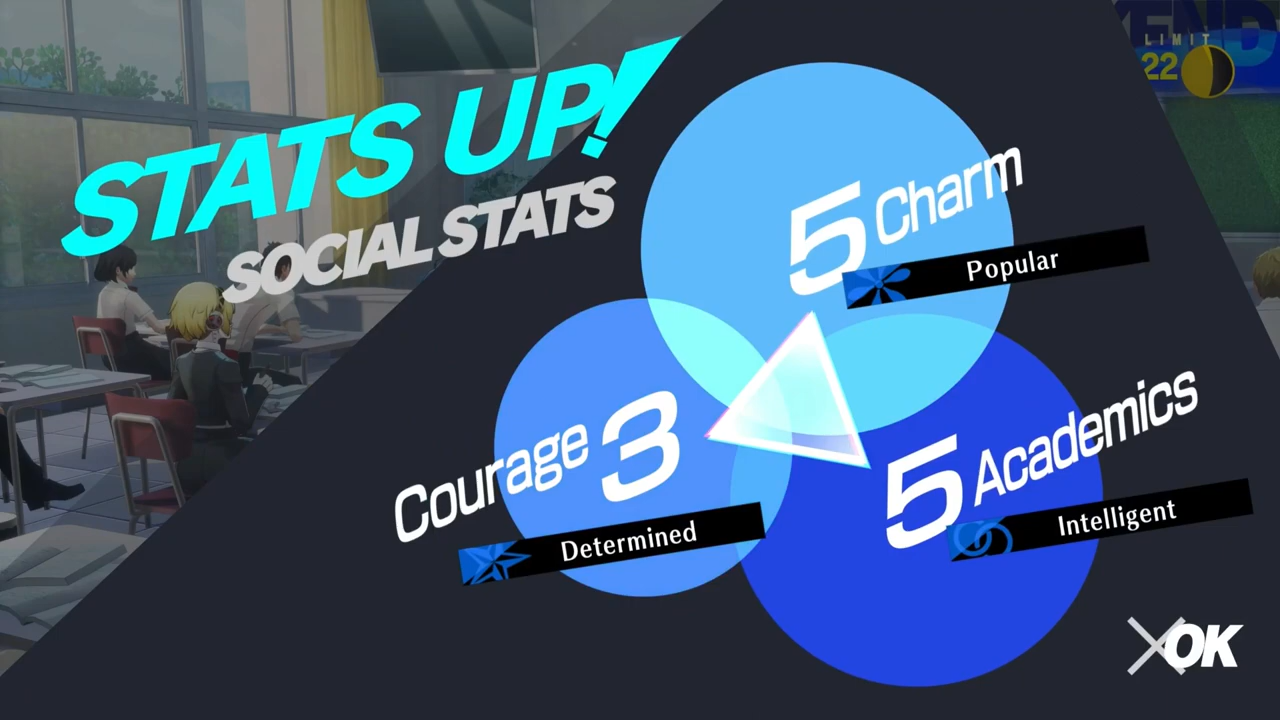 STATS UP!
SOCIAL STATS
LIMIT
22
5 Charm
Popular
Courage 3
Determined
5 Academics
Intelligent
OK